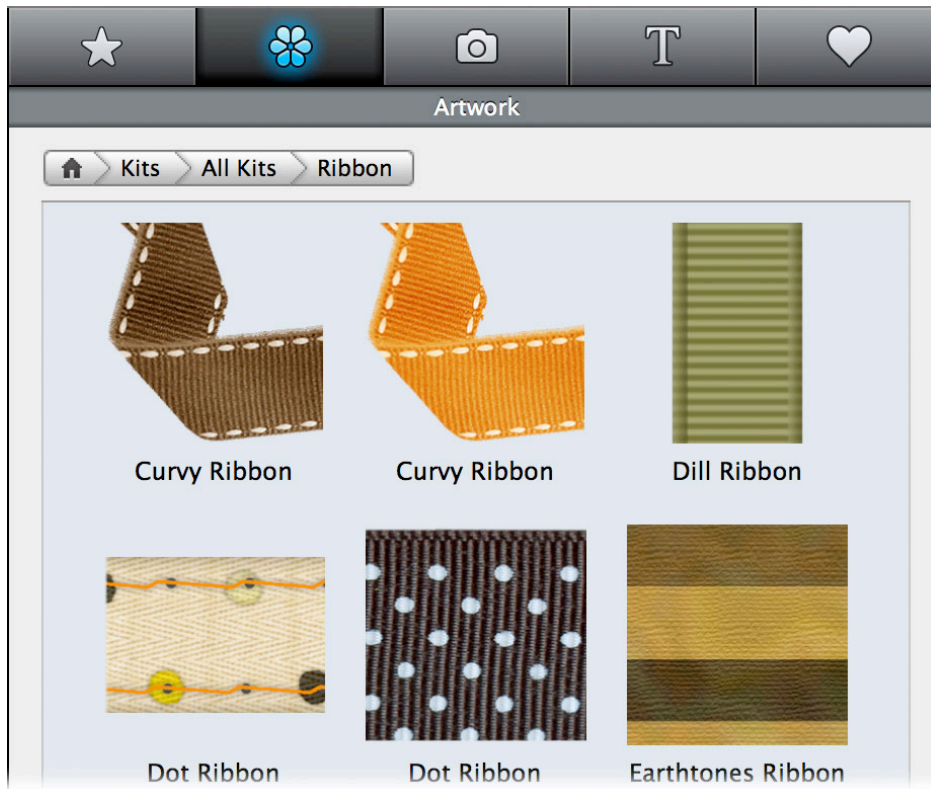 T
Artwork
Kits All Kits Ribbon
Curvy Ribbon Curvy Ribbon Dill Ribbon
Dot Ribbon Dot Ribbon Earthtones Ribbon